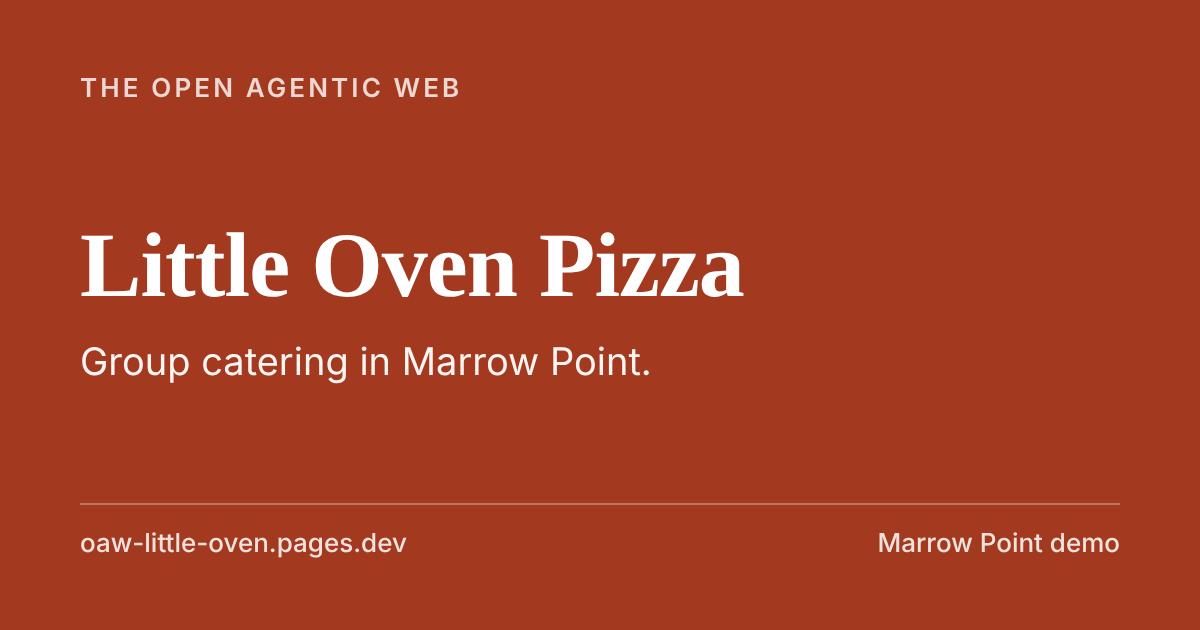 THE OPEN AGENTIC WEB
Little Oven Pizza
Group catering in Marrow Point.
oaw-little-oven.pages.dev
Marrow Point demo